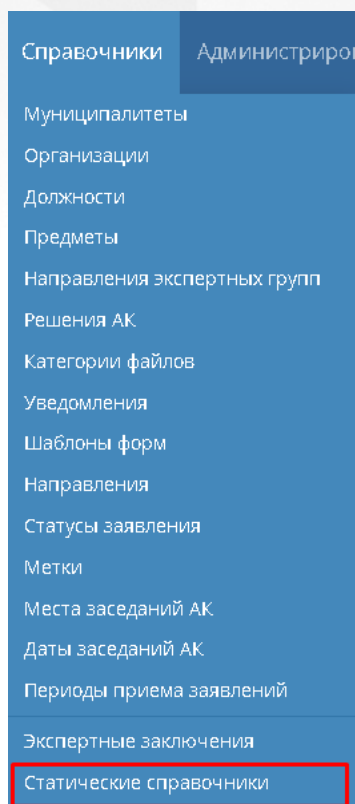 Справочники Администриро
Муниципалитеты
Организации
Должности
Предметы
Направления экспертных групп
Решения АК
Категории файлов
Уведомления
Шаблоны форм
Направления
Статусы заявления
Метки
Места заседаний АК
Даты заседаний АК
Периоды приема заявлений
Экспертные заключения
Статические справочники